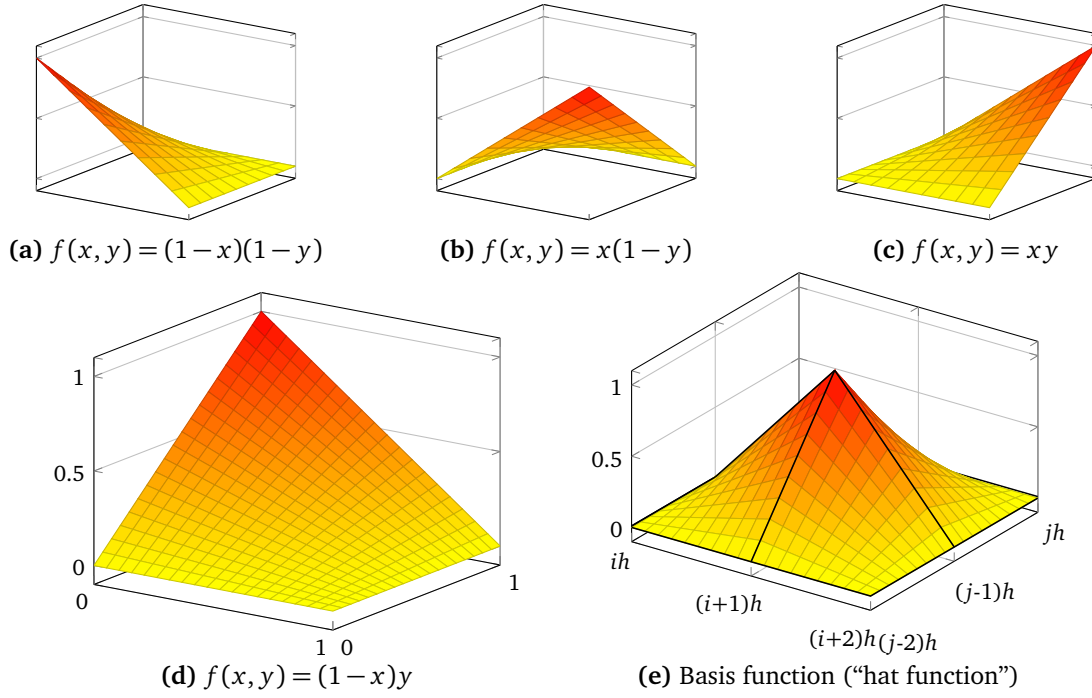 (a) f(x, y) = (1 − x)(1 − y)
(b) f(x, y) = x(1 − y)
(c) f(x, y) = x y
1
0.5
0
0
1 0
1
(d) f(x, y) = (1 − x)y
1
0.5
0
ih
(i+1)h
(i+2)h(j-2)h
(j-1)h
jh
(e) Basis function (“hat function”)